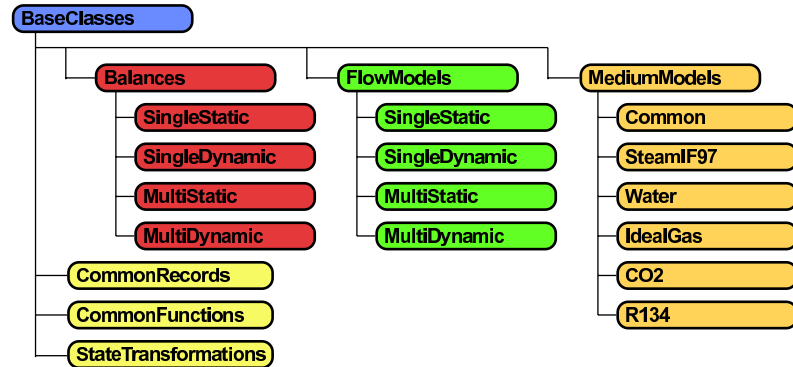 BaseClasses
Balances
SingleStatic
SingleDynamic
MultiStatic
MultiDynamic
FlowModels
SingleStatic
SingleDynamic
MultiStatic
MultiDynamic
MediumModels
Common
SteamIF97
Water
IdealGas
CO2
R134
CommonRecords
CommonFunctions
StateTransformations